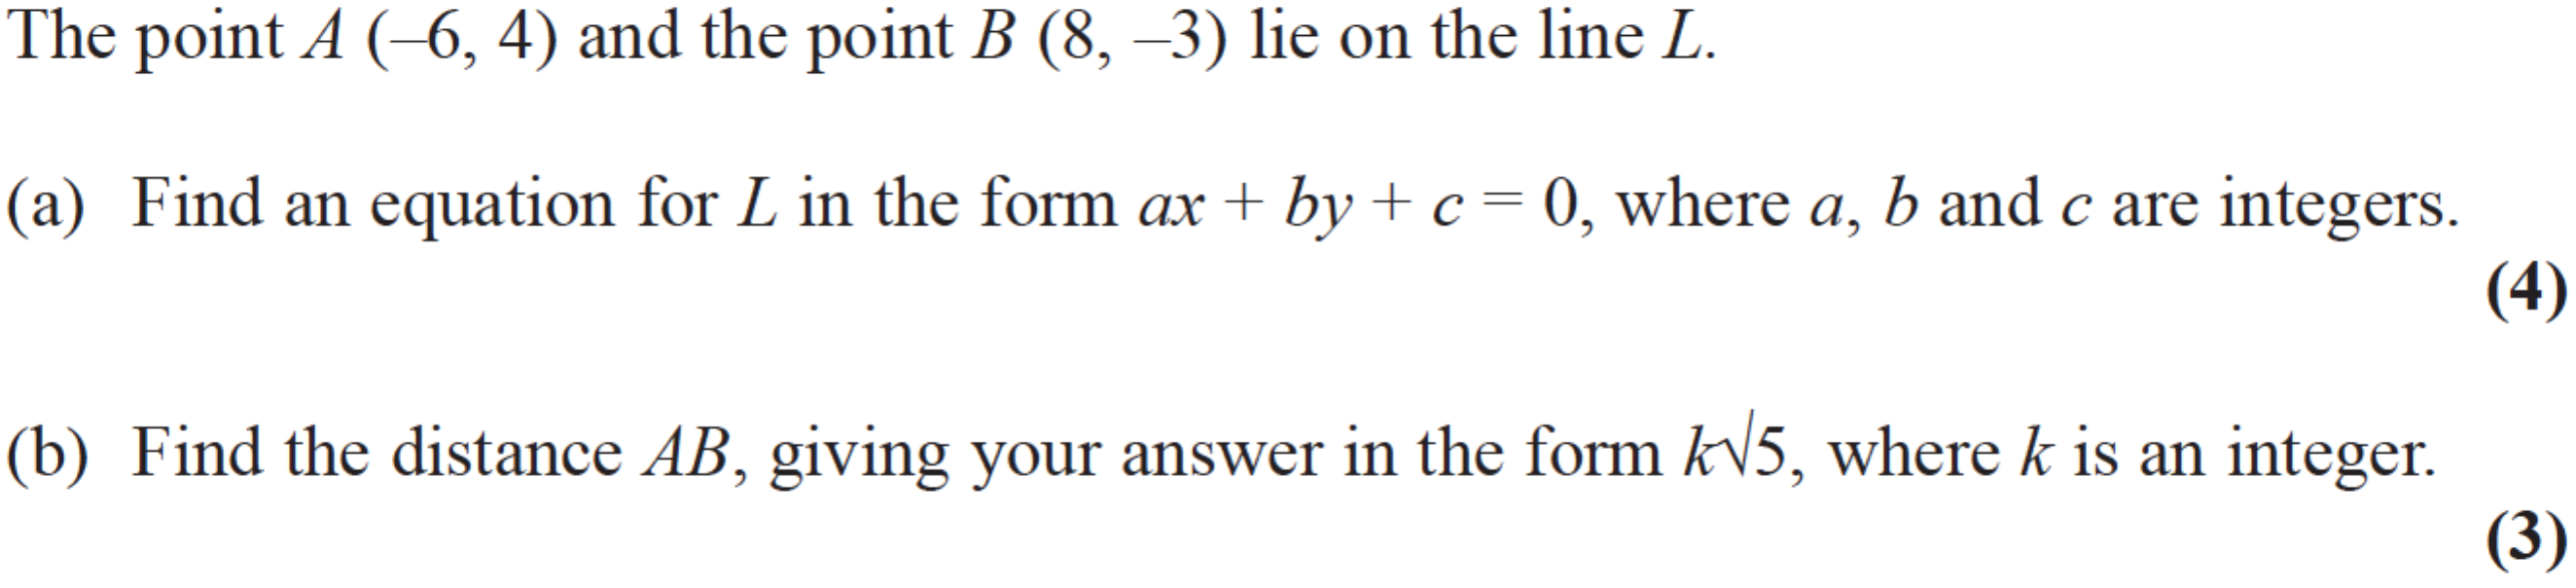 The point A (–6, 4) and the point B (8, –3) lie on the line L.
(a) Find an equation for L in the form ax + by + c = 0, where a, b and c are integers.
(4)
(b) Find the distance AB, giving your answer in the form k√5, where k is an integer.
(3)